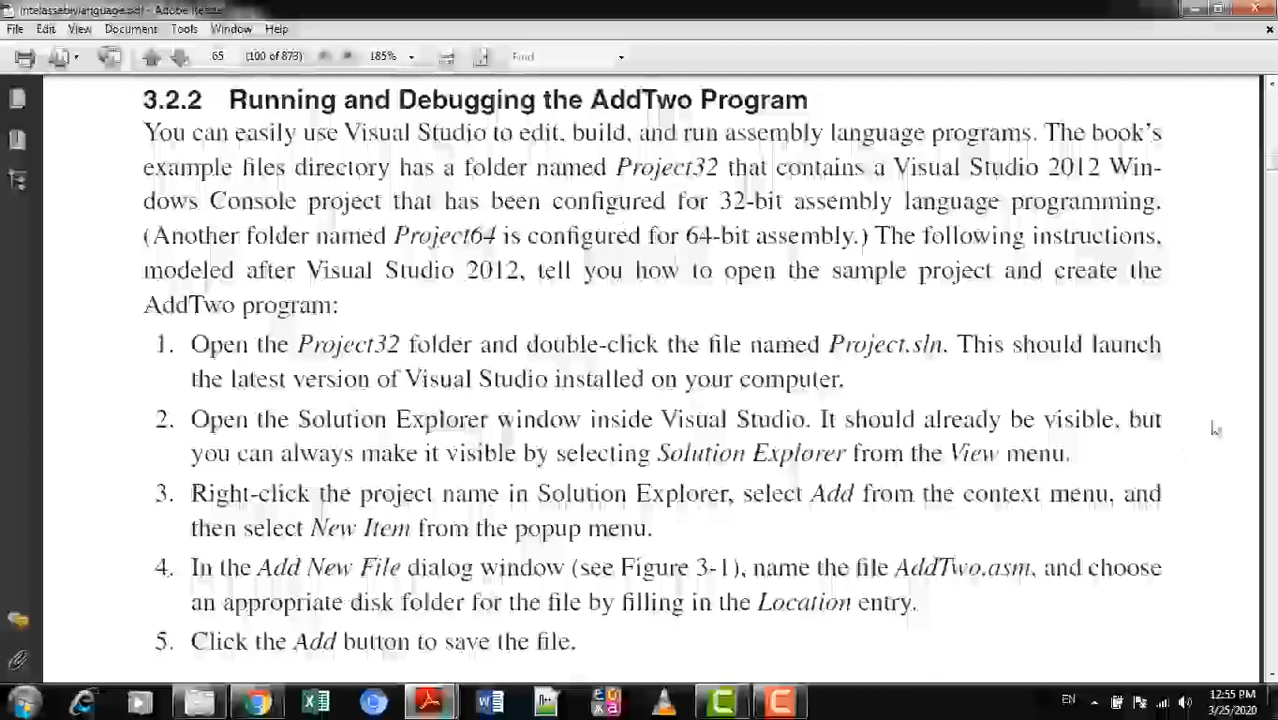 intelassebylanguage.pdf - Adobe Reader
File Edit View Document Tools Window Help
65 (100 of 873) 185% Find
3.2.2 Running and Debugging the AddTwo Program
You can easily use Visual Studio to edit, build, and run assembly language programs. The book's
example files directory has a folder named Project32 that contains a Visual Studio 2012 Win-
dows Console project that has been configured for 32-bit assembly language programming.
(Another folder named Project64 is configured for 64-bit assembly.) The following instructions,
modeled after Visual Studio 2012, tell you how to open the sample project and create the
AddTwo program:
1. Open the Project32 folder and double-click the file named Project.sln. This should launch
the latest version of Visual Studio installed on your computer.
2. Open the Solution Explorer window inside Visual Studio. It should already be visible, but
you can always make it visible by selecting Solution Explorer from the View menu.
3. Right-click the project name in Solution Explorer, select Add from the context menu, and
then select New Item from the popup menu.
4. In the Add New File dialog window (see Figure 3-1), name the file AddTwo.asm, and choose
an appropriate disk folder for the file by filling in the Location entry.
5. Click the Add button to save the file.
EN 12:55 PM
3/25/2020